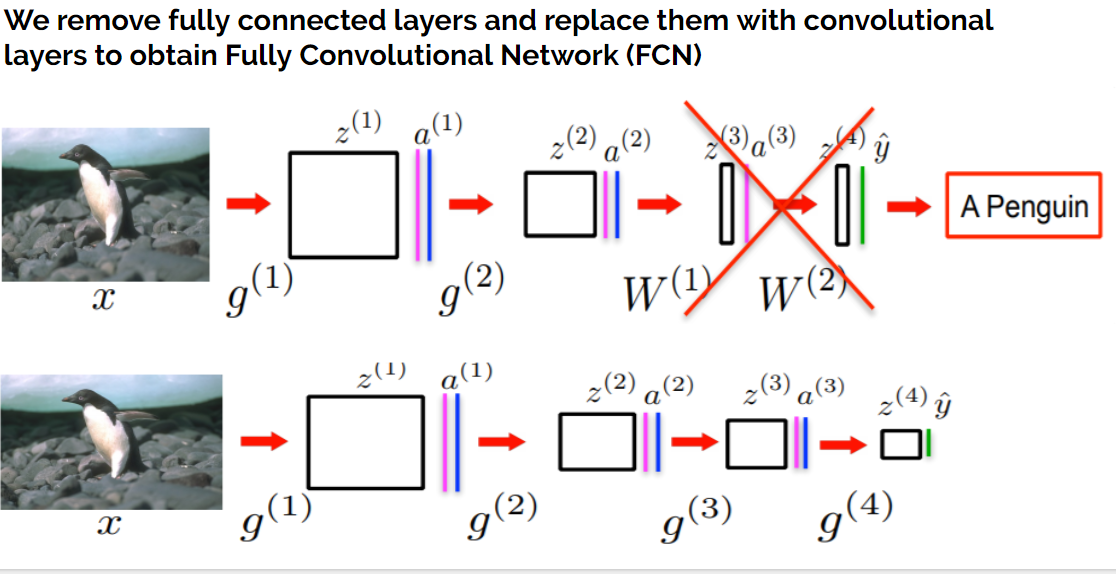 We remove fully connected layers and replace them with convolutional
layers to obtain Fully Convolutional Network (FCN)
z^(1) a^(1) z^(2) a^(2) z^(3) a^(3) z^(4) ŷ
A Penguin
x g^(1) g^(2) W^(1) W^(2)
z^(1) a^(1) z^(2) a^(2) z^(3) a^(3) z^(4) ŷ
x g^(1) g^(2) g^(3) g^(4)